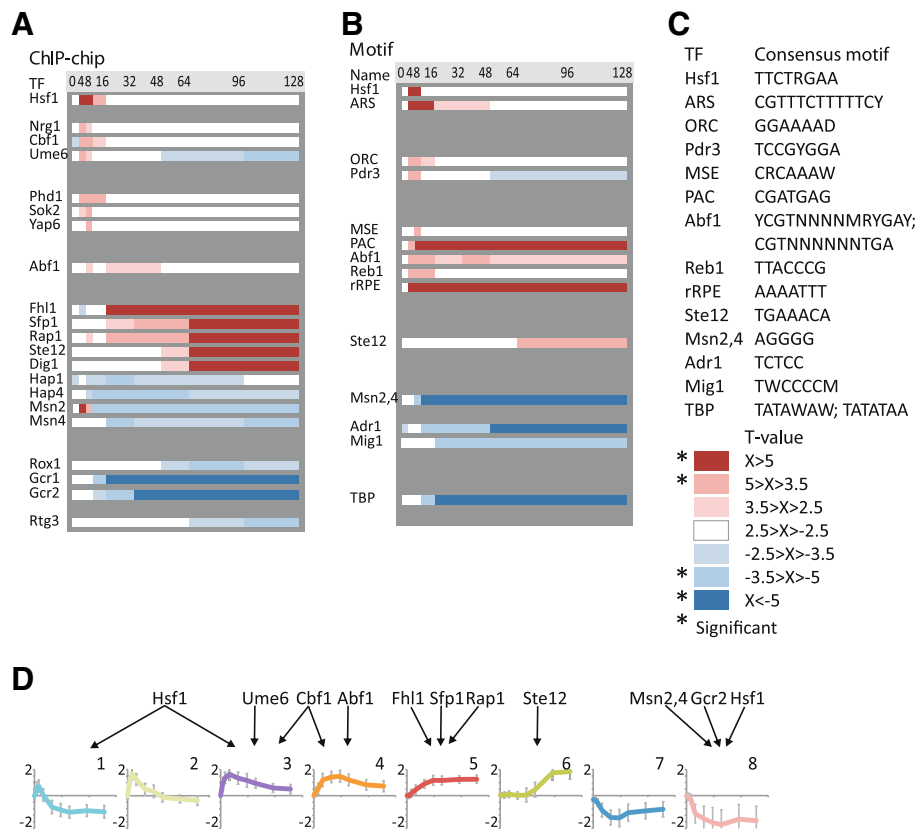 A
ChIP-chip
TF 0 4 8 16 32 48 64 96 128
Hsf1
Nrg1
Cbf1
Ume6
Phd1
Sok2
Yap6
Abf1
Fhl1
Sfp1
Rap1
Ste12
Dig1
Hap1
Hap4
Msn2
Msn4
Rox1
Gcr1
Gcr2
Rtg3
B
Motif
Name 0 4 8 16 32 48 64 96 128
Hsf1
ARS
ORC
Pdr3
MSE
PAC
Abf1
Reb1
rRPE
Ste12
Msn2,4
Adr1
Mig1
TBP
C
TF Consensus motif
Hsf1 TTCTRGAA
ARS CGTTTCTTTTTCY
ORC GGAAAAD
Pdr3 TCCGYGGA
MSE CRCAAAW
PAC CGATGAG
Abf1 YCGTNNNNMRYGAY;
CGTNNNNNNTGA
Reb1 TTACCCG
rRPE AAAATTT
Ste12 TGAAACA
Msn2,4 AGGGG
Adr1 TCTCC
Mig1 TWCCCCM
TBP TATAWAW; TATATAA
T-value
* X>5
* 5>X>3.5
3.5>X>2.5
2.5>X>-2.5
-2.5>X>-3.5
* -3.5>X>-5
* X<-5
* Significant
D
Hsf1 Ume6 Cbf1 Abf1 Fhl1 Sfp1 Rap1 Ste12 Msn2,4 Gcr2 Hsf1
2 1 2 2 2 3 2 4 2 5 2 6 2 7 2 8
-2 -2 -2 -2 -2 -2 -2 -2